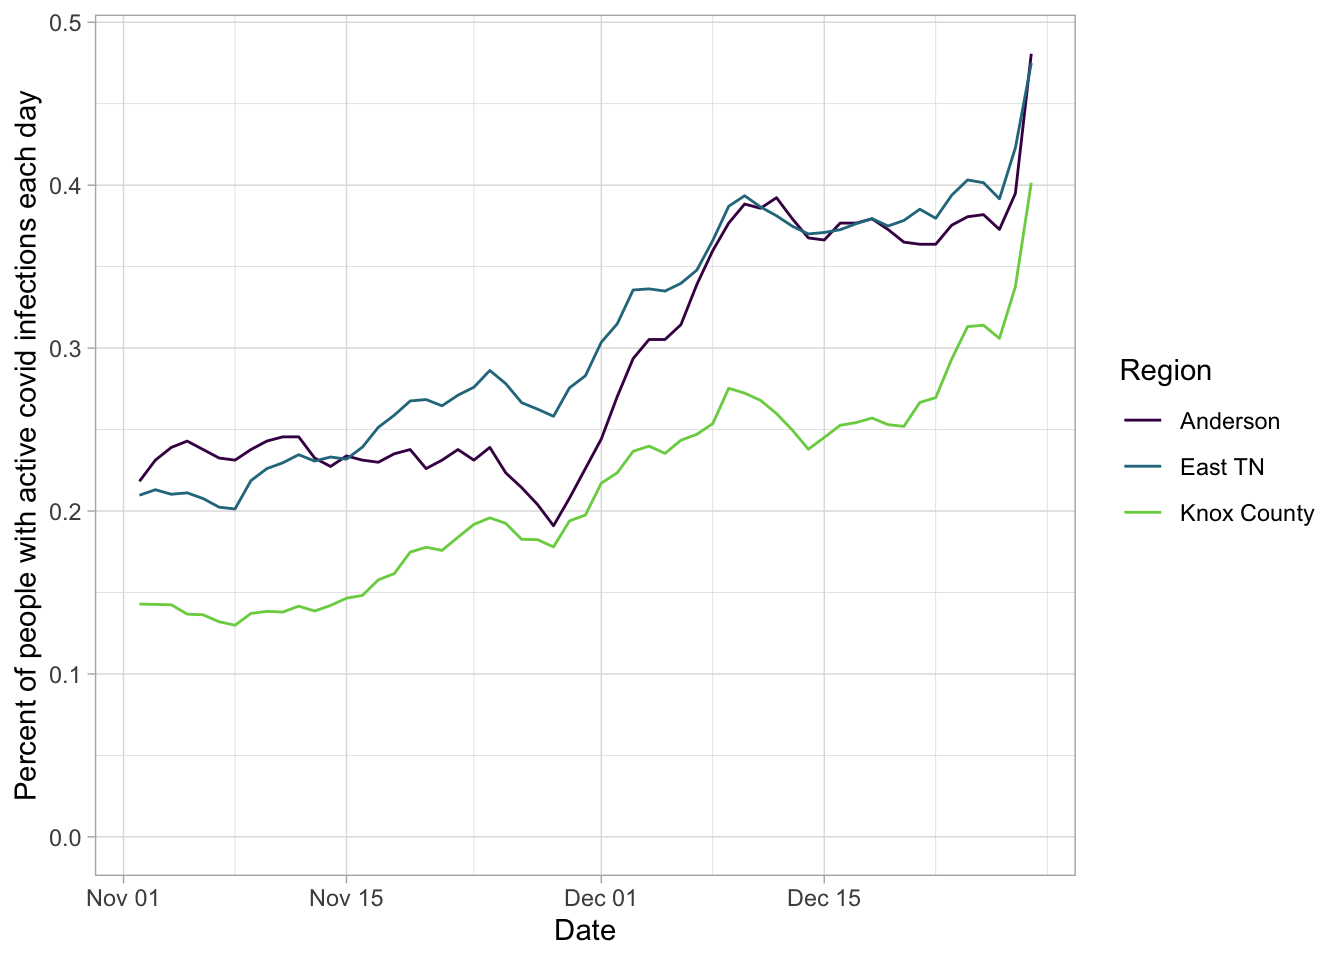 Percent of people with active covid infections each day
0.5
0.4
0.3
0.2
0.1
0.0
Nov 01
Nov 15
Dec 01
Dec 15
Date
Region
Anderson
East TN
Knox County